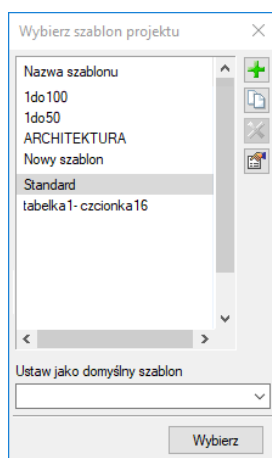 Wybierz szablon projektu
Nazwa szablonu
1do100
1do50
ARCHITEKTURA
Nowy szablon
Standard
tabelka1- czcionka16
Ustaw jako domyślny szablon
Wybierz